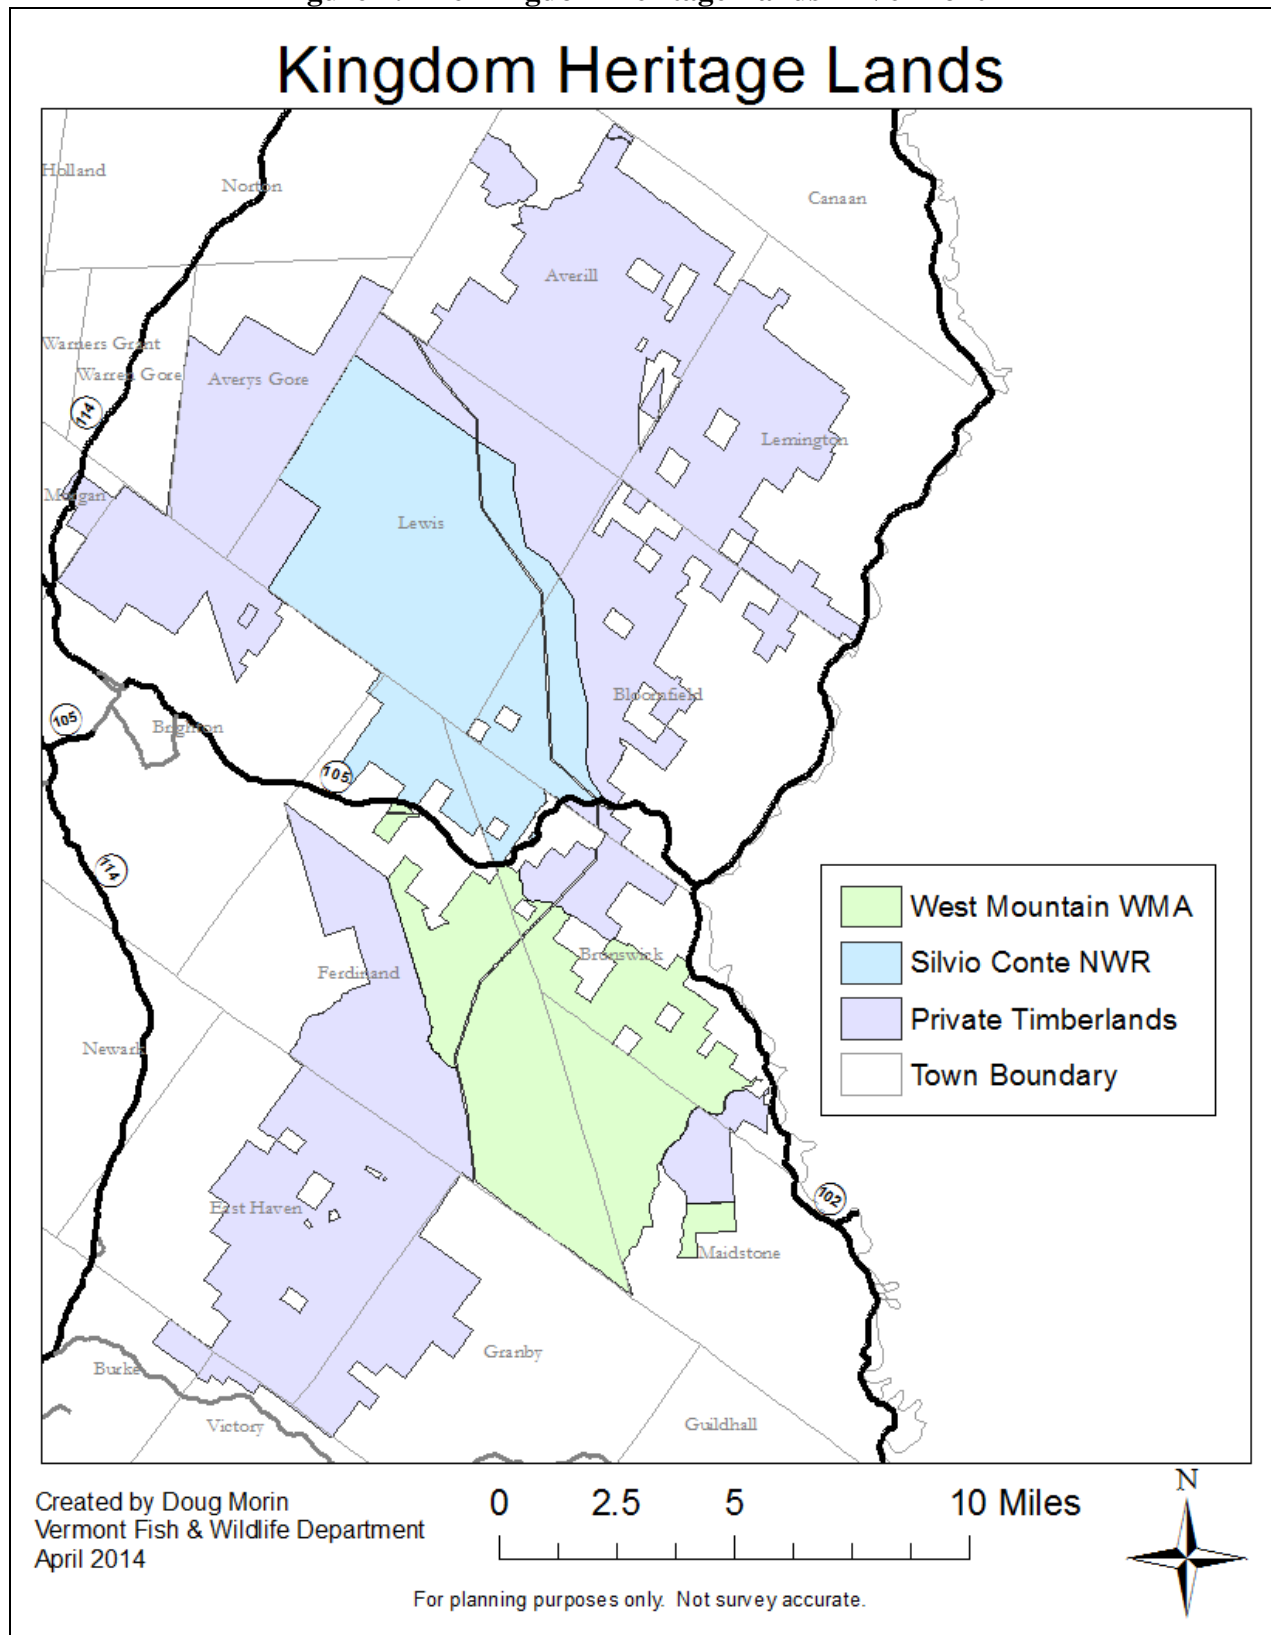 Kingdom Heritage Lands
Holland
Norton
Canaan
Averill
Warners Grant
Warren Gore
Averys Gore
114
Lemington
Morgan
Lewis
Bloomfield
105
Brighton
105
114
West Mountain WMA
Silvio Conte NWR
Private Timberlands
Town Boundary
Brunswick
Ferdinand
Newark
102
East Haven
Maidstone
Granby
Burke
Victory
Guildhall
N
Created by Doug Morin
Vermont Fish & Wildlife Department
April 2014
0 2.5 5 10 Miles
For planning purposes only. Not survey accurate.